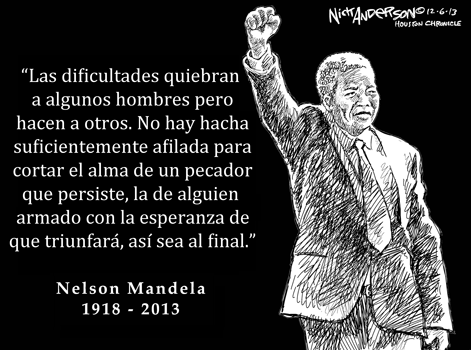 Nick Anderson© 12.6.13
Houston Chronicle
“Las dificultades quiebran
a algunos hombres pero
hacen a otros. No hay hacha
suficientemente afilada para
cortar el alma de un pecador
que persiste, la de alguien
armado con la esperanza de
que triunfará, así sea al final.”
Nelson Mandela
1918 - 2013